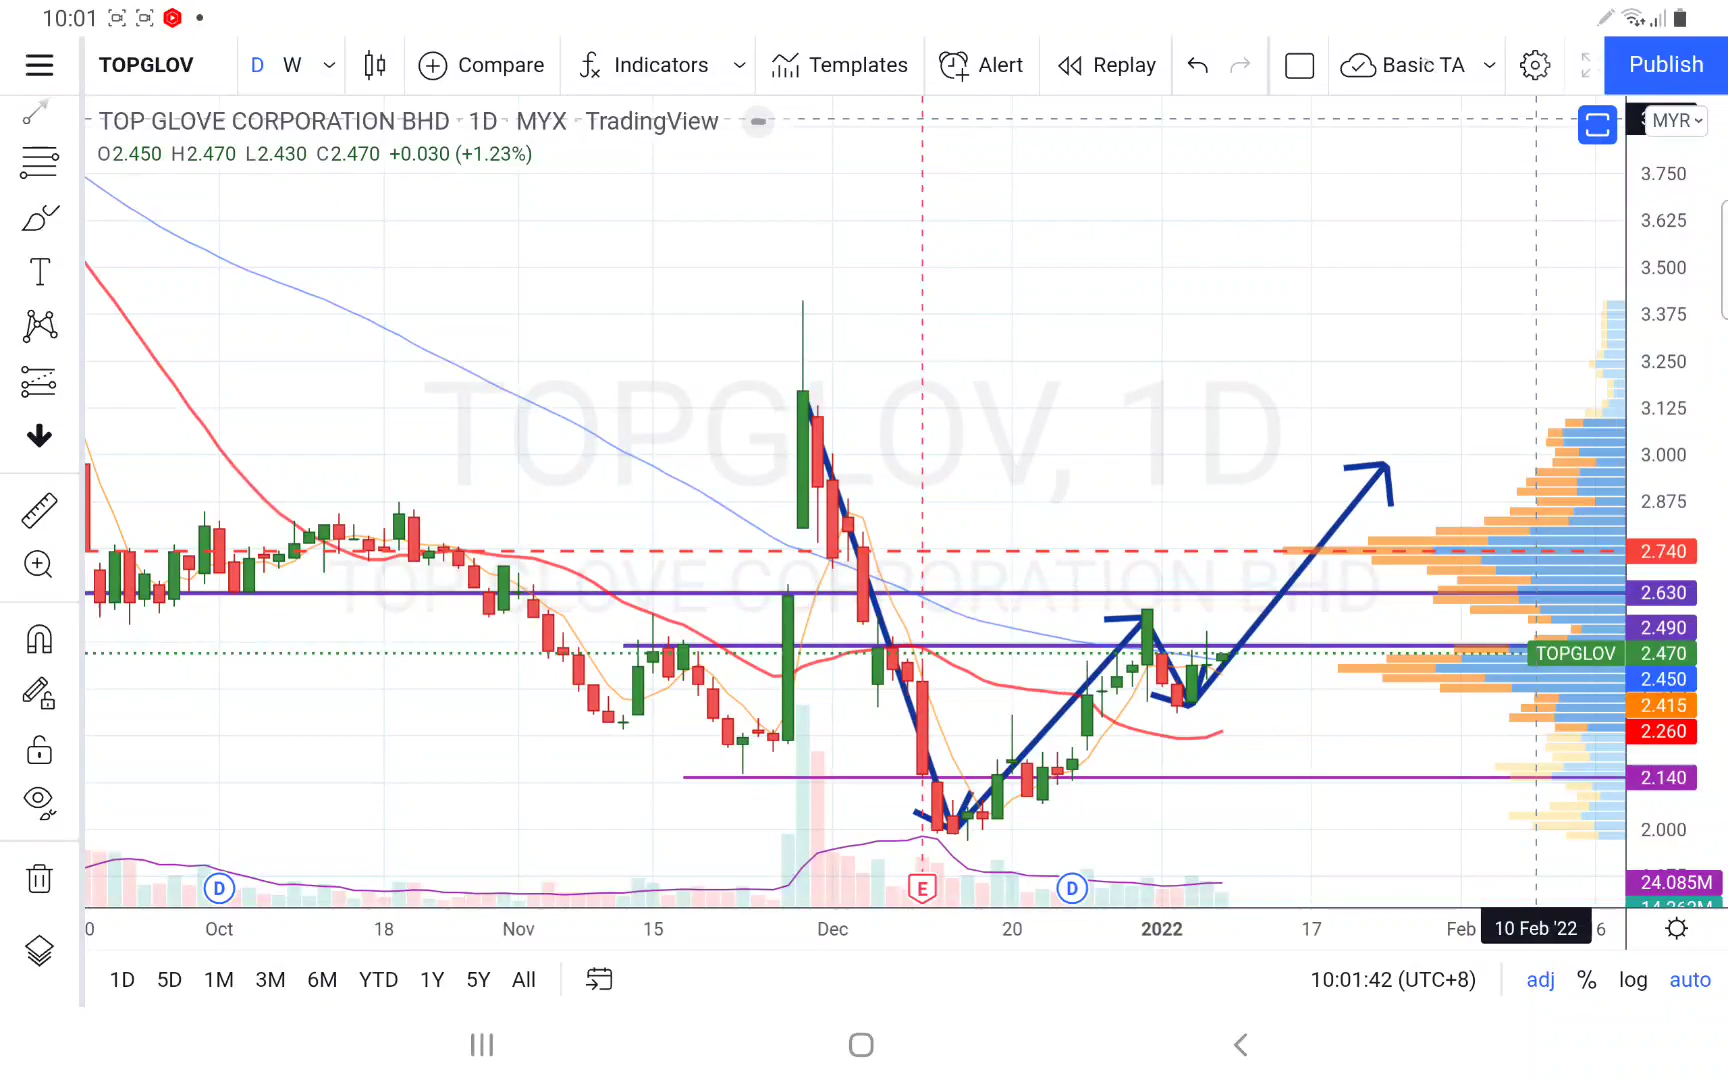 10:01
TOPGLOV D W Compare Indicators Templates Alert Replay Basic TA Publish
TOP GLOVE CORPORATION BHD · 1D · MYX · TradingView
MYR
O2.450 H2.470 L2.430 C2.470 +0.030 (+1.23%)
3.750
3.625
3.500
3.375
3.250
3.125
3.000
2.875
2.740
2.630
2.490
TOPGLOV 2.470
2.450
2.415
2.260
2.140
2.000
24.085M
TOPGLOV, 1D
TOP GLOVE CORPORATION BHD
D E D
Oct 18 Nov 15 Dec 20 2022 17 Feb 10 Feb '22 6
1D 5D 1M 3M 6M YTD 1Y 5Y All 10:01:42 (UTC+8) adj % log auto